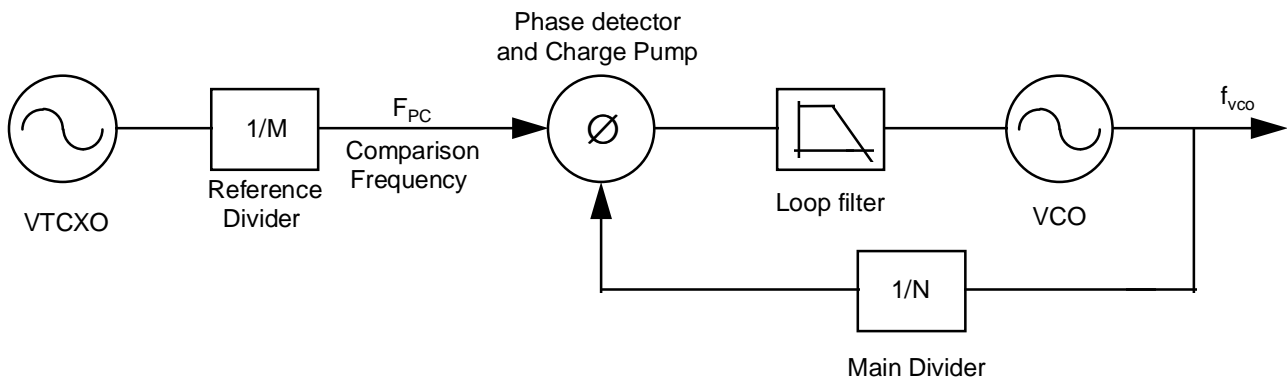 Phase detector
and Charge Pump
1/M
F_PC
Ø
f_vco
Comparison
Frequency
Reference
Divider
VTCXO
Loop filter
VCO
1/N
Main Divider